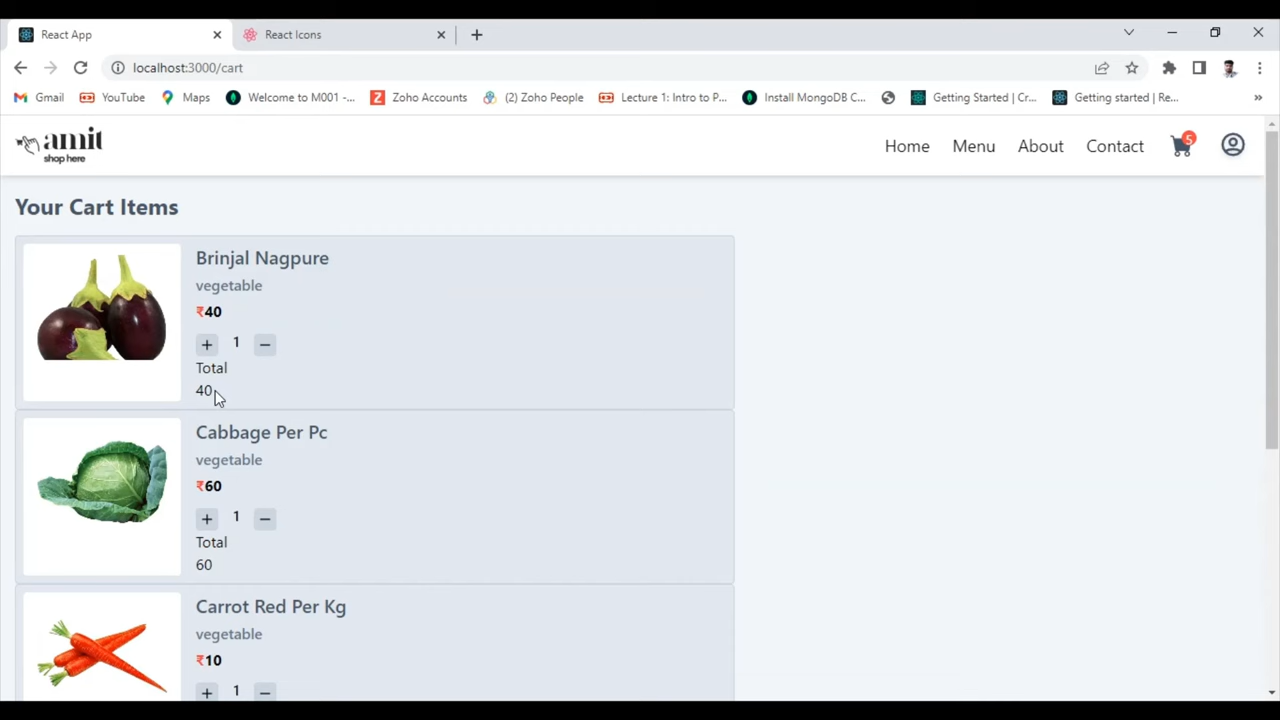 React App
React Icons
localhost:3000/cart
Gmail
YouTube
Maps
Welcome to M001 -...
Zoho Accounts
(2) Zoho People
Lecture 1: Intro to P...
Install MongoDB C...
Getting Started | Cr...
Getting started | Re...
»
amit
shop here
Home
Menu
About
Contact
5
Your Cart Items
Brinjal Nagpure
vegetable
₹40
+ 1 −
Total
40
Cabbage Per Pc
vegetable
₹60
+ 1 −
Total
60
Carrot Red Per Kg
vegetable
₹10
+ 1 −